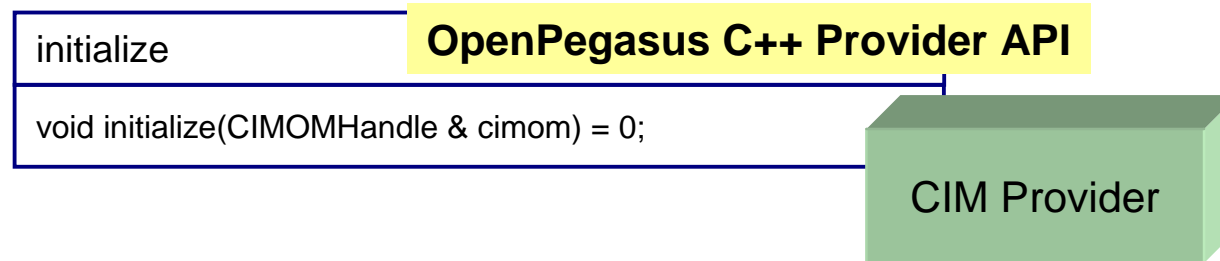 OpenPegasus C++ Provider API
initialize
void initialize(CIMOMHandle & cimom) = 0;
CIM Provider